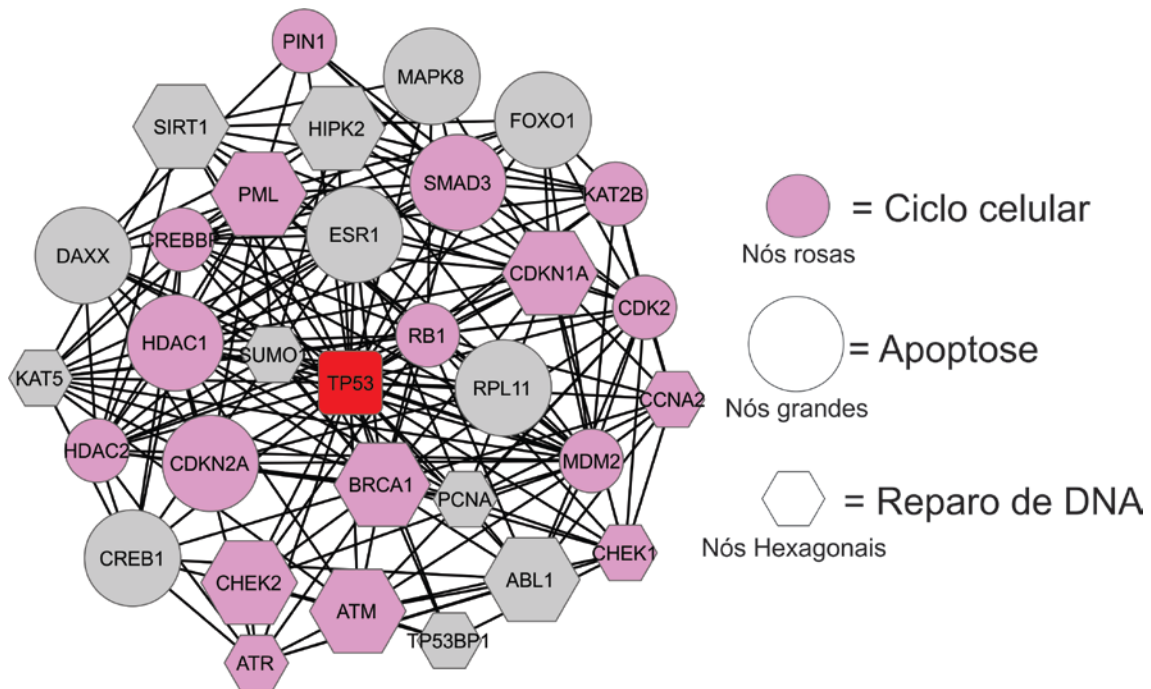 PIN1
MAPK8
FOXO1
SIRT1
HIPK2
PML
SMAD3
KAT2B
CREBBP
ESR1
DAXX
CDKN1A
CDK2
HDAC1
SUMO1
RB1
KAT5
TP53
RPL11
CCNA2
HDAC2
CDKN2A
BRCA1
PCNA
MDM2
CREB1
CHEK2
ATM
ABL1
CHEK1
TP53BP1
ATR
= Ciclo celular
Nós rosas
= Apoptose
Nós grandes
= Reparo de DNA
Nós Hexagonais